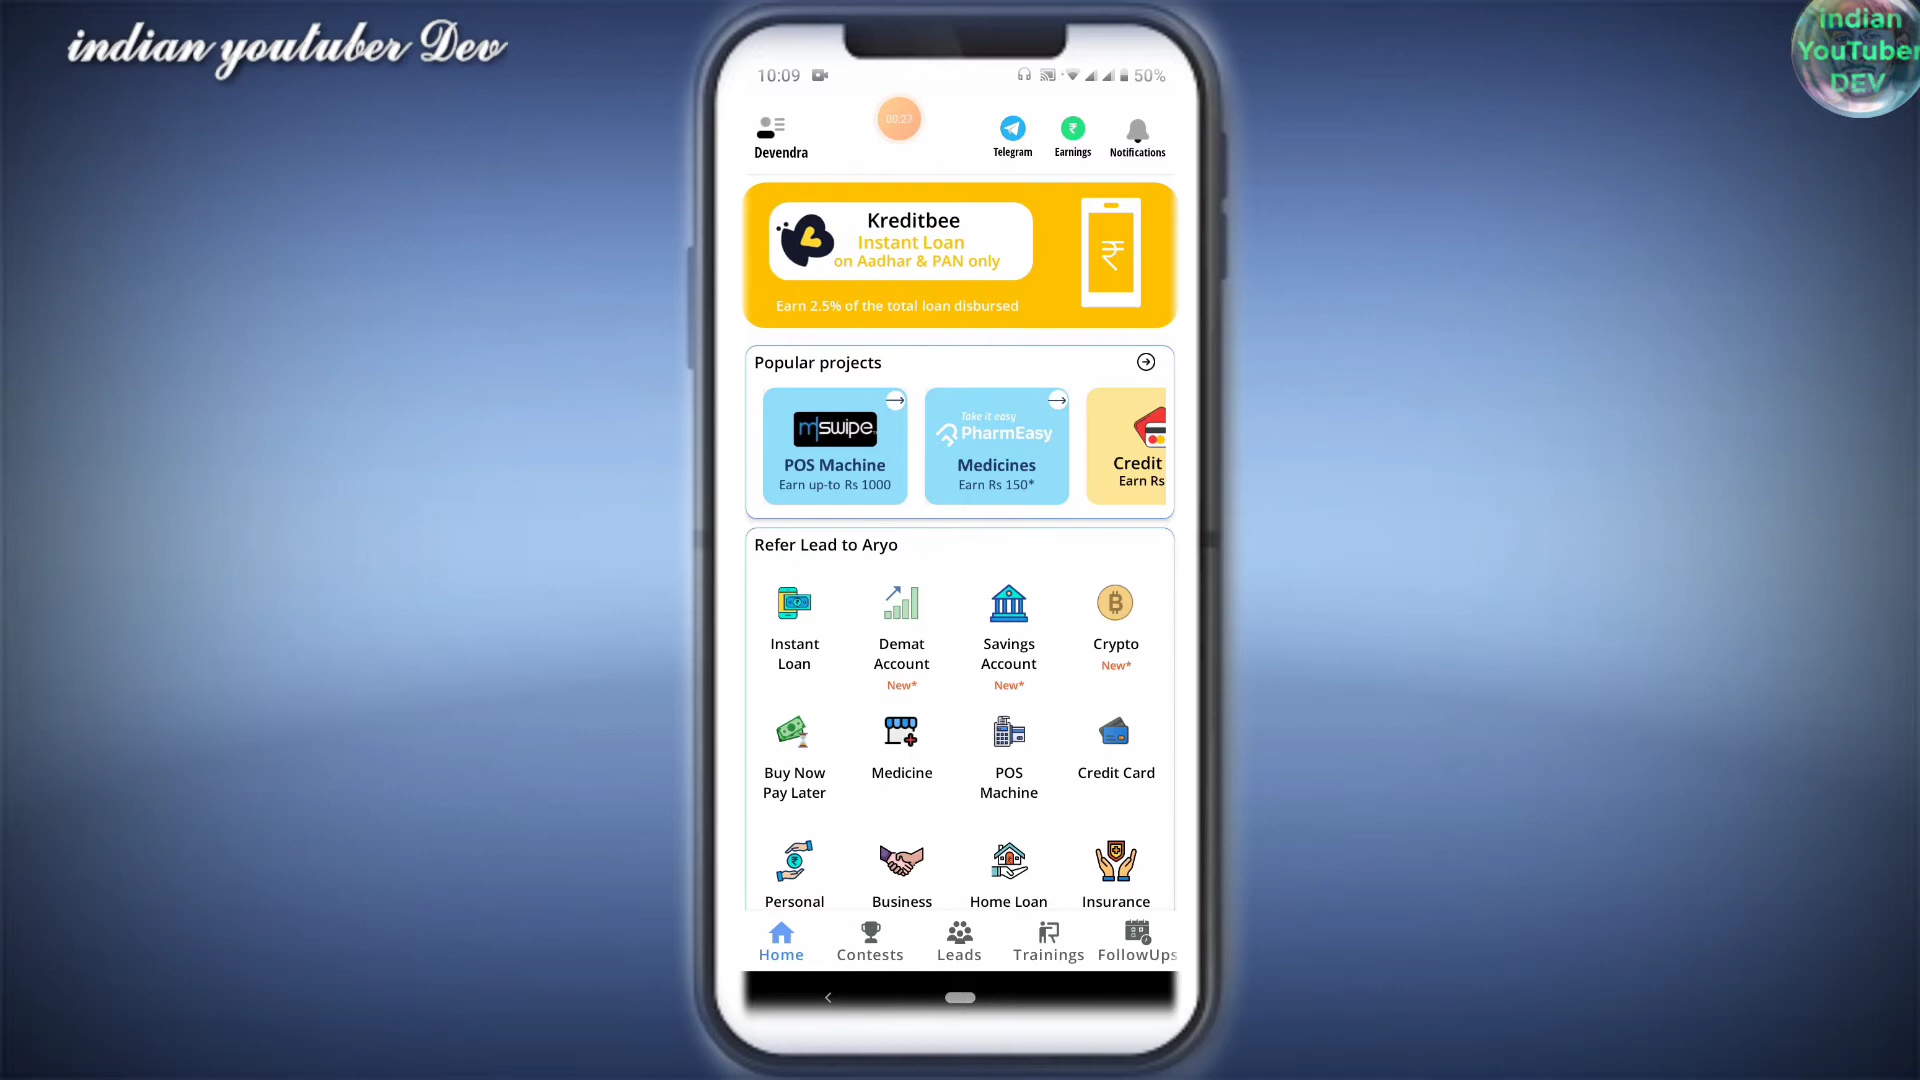 indian youtuber Dev
indian
YouTuber
DEV
10:09
50%
00:27
Devendra
Telegram
Earnings
Notifications
Kreditbee
Instant Loan
on Aadhar & PAN only
Earn 2.5% of the total loan disbursed
Popular projects
mswipe
POS Machine
Earn up-to Rs 1000
Take it easy
PharmEasy
Medicines
Earn Rs 150*
Credit
Earn Rs
Refer Lead to Aryo
Instant
Loan
Demat
Account
New*
Savings
Account
New*
Crypto
New*
Buy Now
Pay Later
Medicine
POS
Machine
Credit Card
Personal
Business
Home Loan
Insurance
Home
Contests
Leads
Trainings
FollowUps